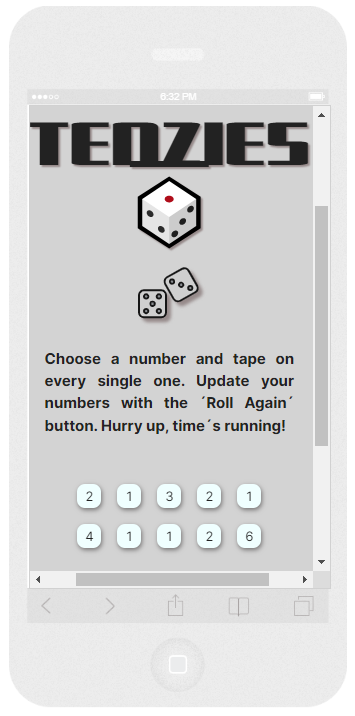 6:32 PM
TENZIES
Choose a number and tape on
every single one. Update your
numbers with the ´Roll Again´
button. Hurry up, time´s running!
2 1 3 2 1
4 1 1 2 6